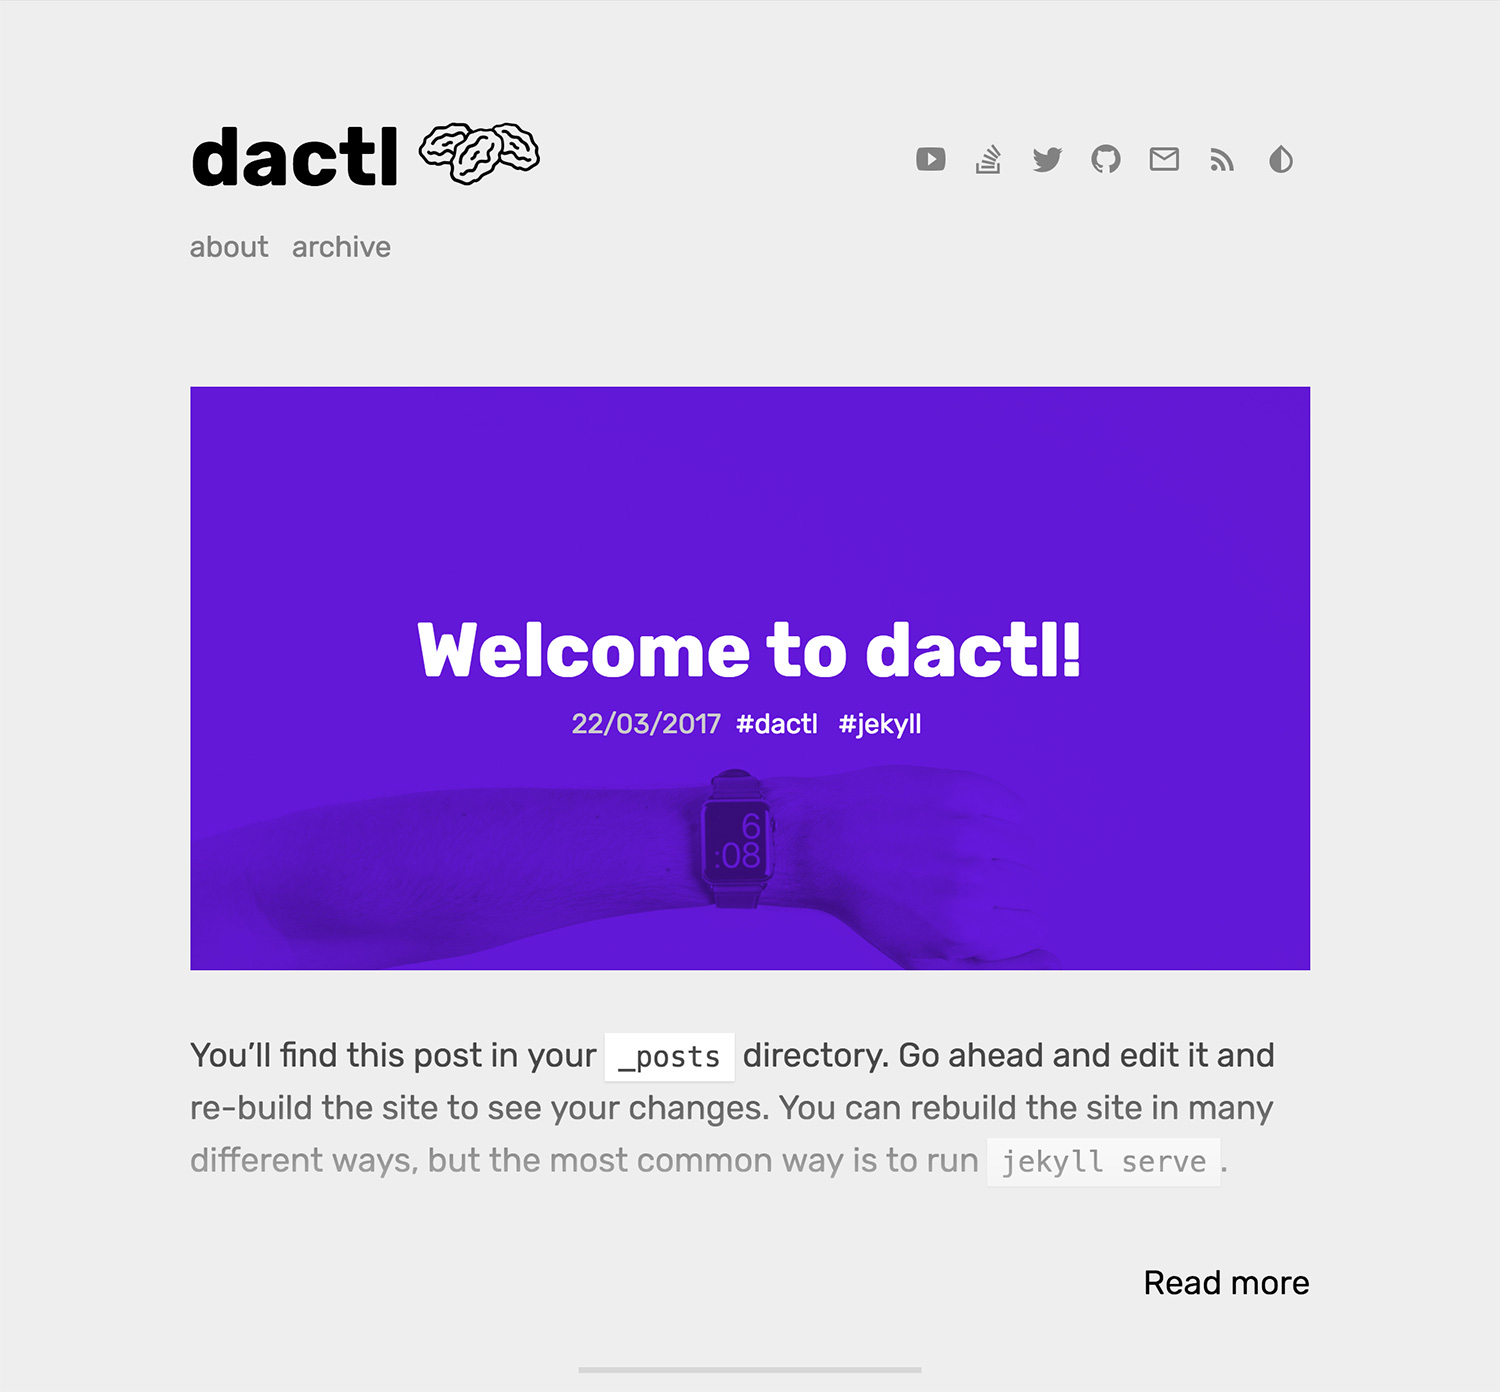 dactl
about archive
Welcome to dactl!
22/03/2017 #dactl #jekyll
6
:08
You’ll find this post in your _posts directory. Go ahead and edit it and
re-build the site to see your changes. You can rebuild the site in many
different ways, but the most common way is to run jekyll serve.
Read more